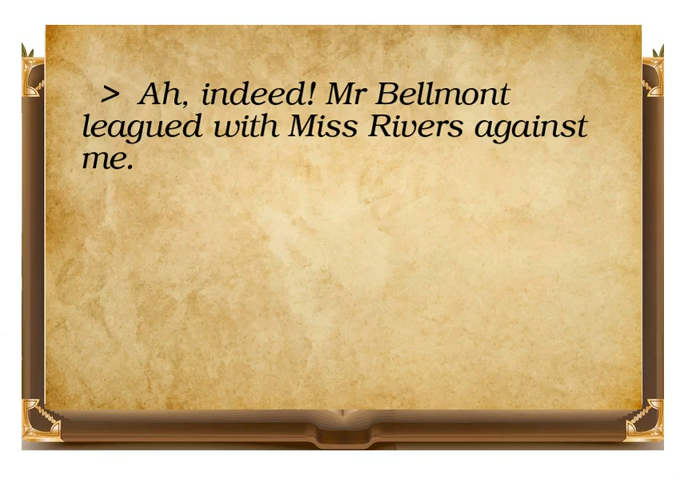 > Ah, indeed! Mr Bellmont
leagued with Miss Rivers against
me.